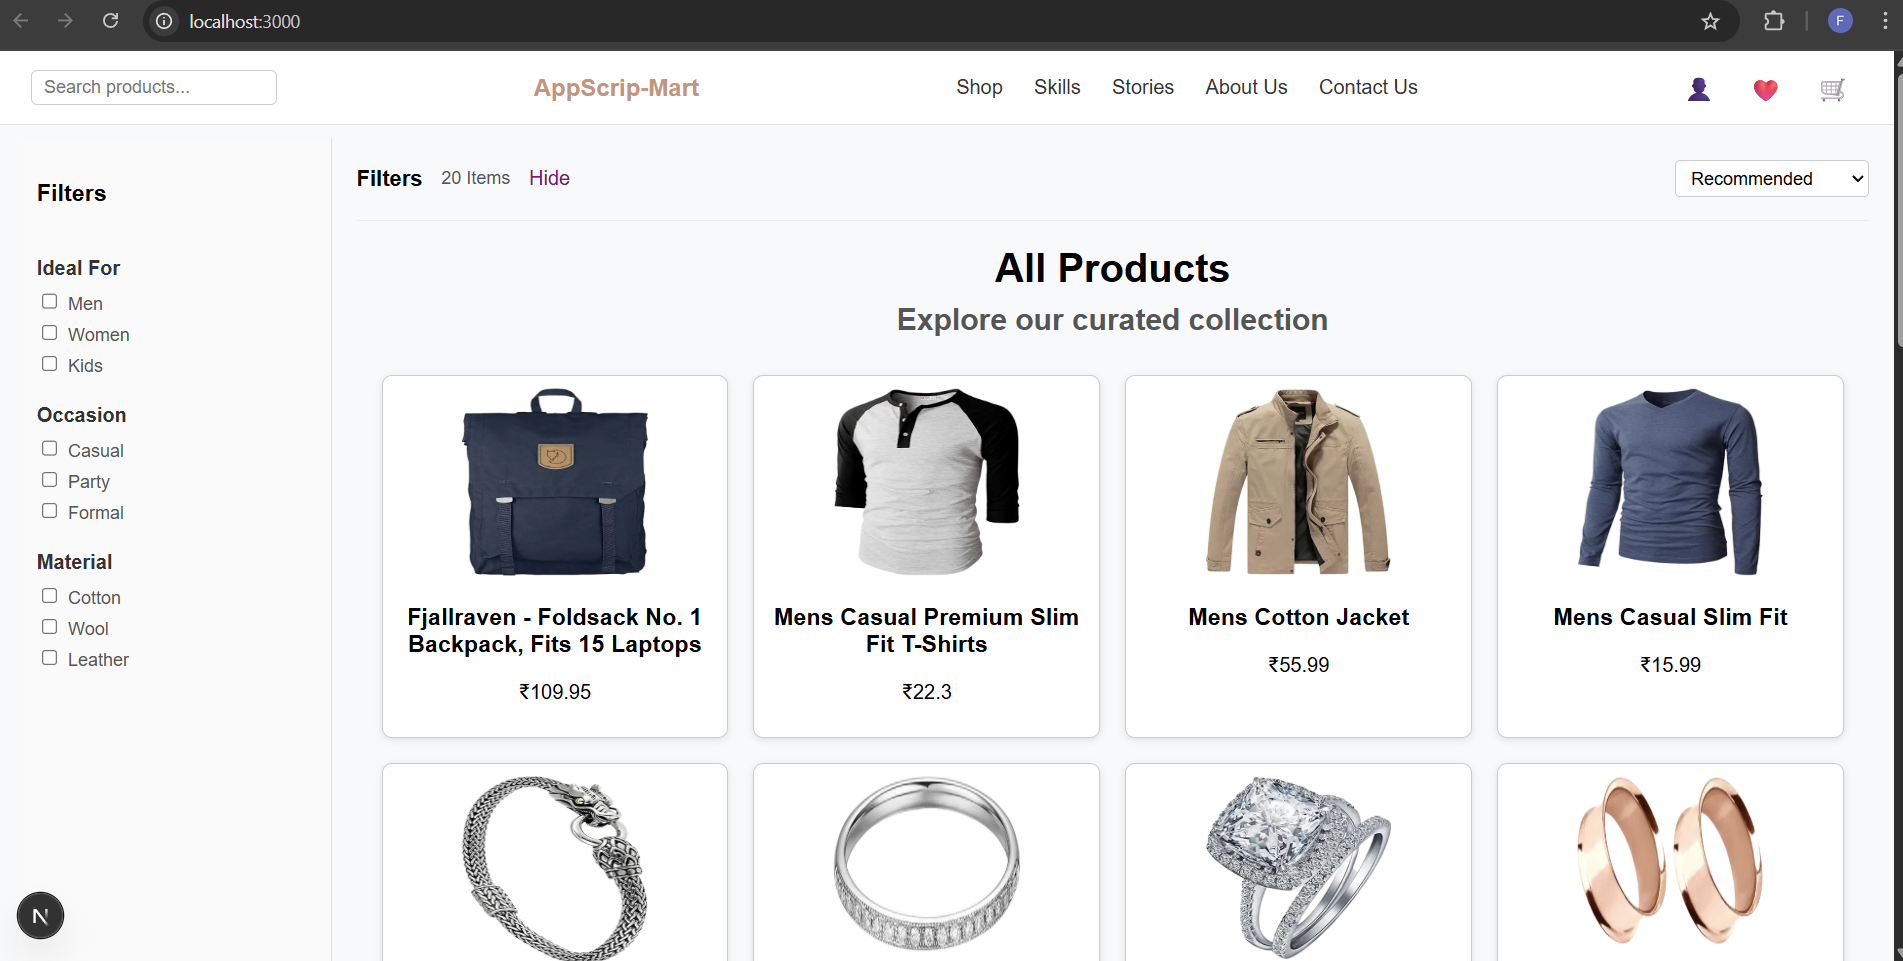 localhost:3000
F
Search products...
AppScrip-Mart
Shop
Skills
Stories
About Us
Contact Us
Filters
Ideal For
Men
Women
Kids
Occasion
Casual
Party
Formal
Material
Cotton
Wool
Leather
N
Filters 20 Items Hide
Recommended
All Products
Explore our curated collection
Fjallraven - Foldsack No. 1
Backpack, Fits 15 Laptops
₹109.95
Mens Casual Premium Slim
Fit T-Shirts
₹22.3
Mens Cotton Jacket
₹55.99
Mens Casual Slim Fit
₹15.99